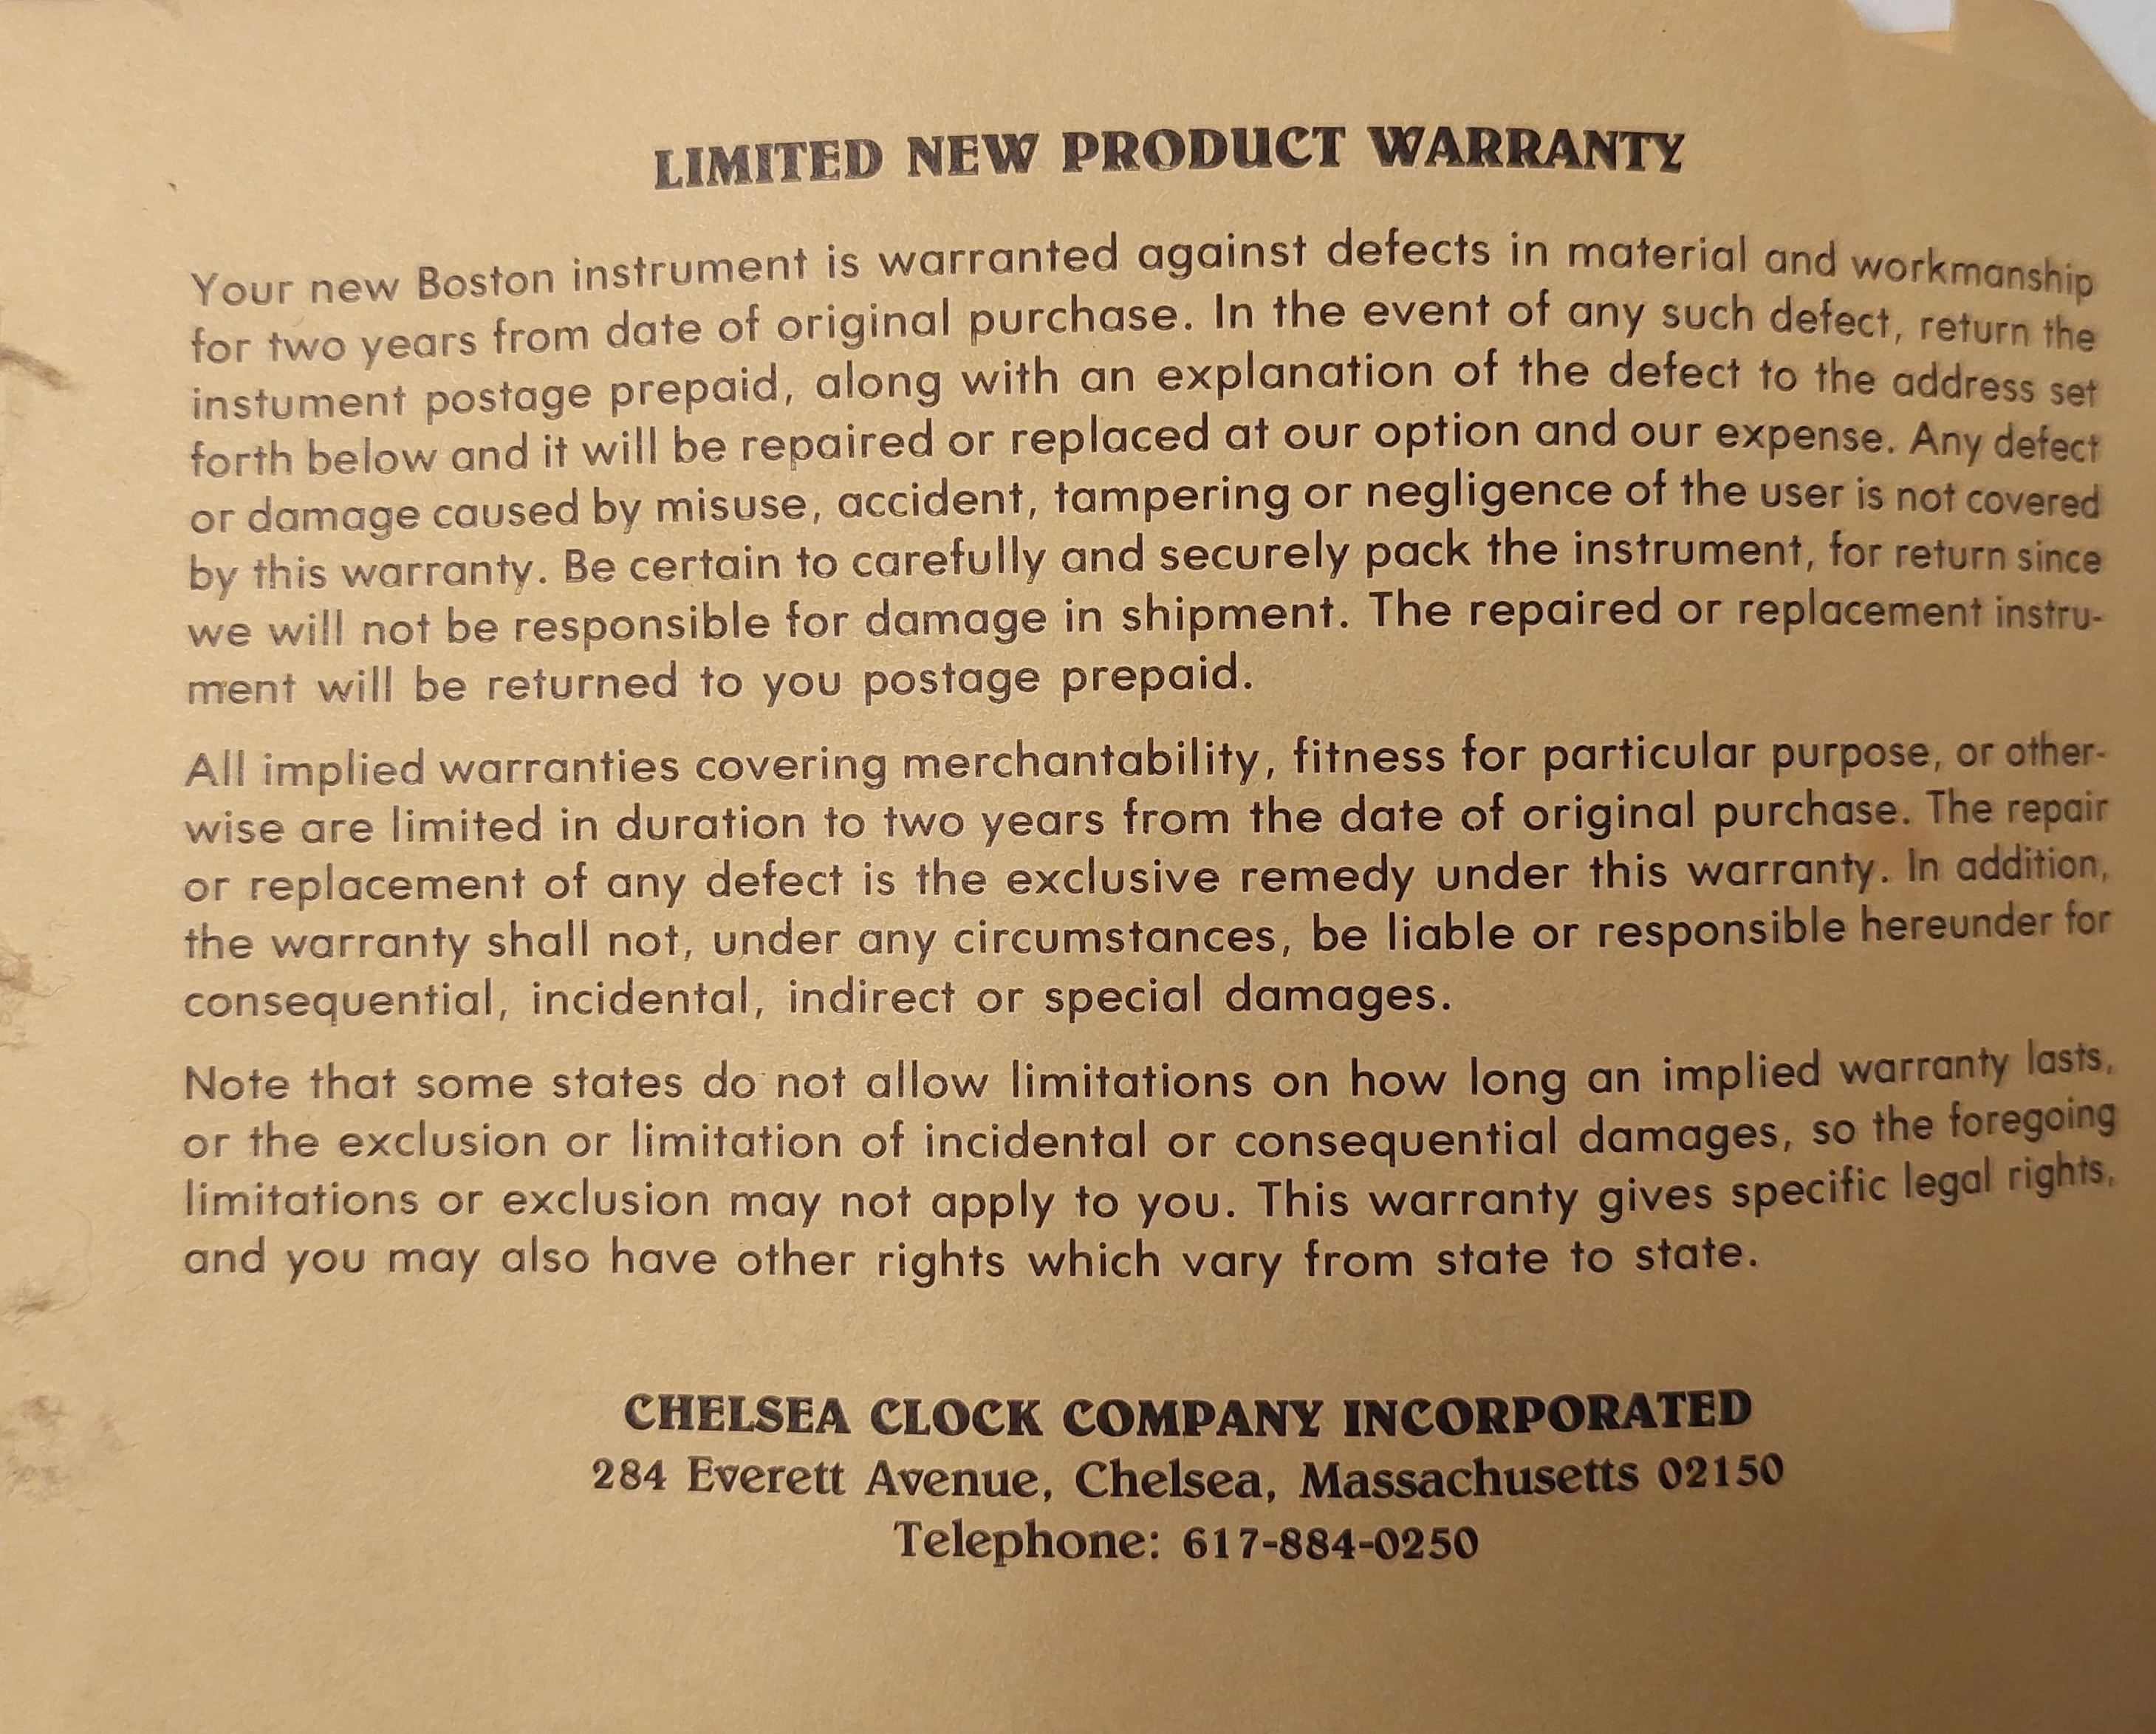 LIMITED NEW PRODUCT WARRANTY
Your new Boston instrument is warranted against defects in material and workmanship
for two years from date of original purchase. In the event of any such defect, return the
instument postage prepaid, along with an explanation of the defect to the address set
forth below and it will be repaired or replaced at our option and our expense. Any defect
or damage caused by misuse, accident, tampering or negligence of the user is not covered
by this warranty. Be certain to carefully and securely pack the instrument, for return since
we will not be responsible for damage in shipment. The repaired or replacement instru-
ment will be returned to you postage prepaid.
All implied warranties covering merchantability, fitness for particular purpose, or other-
wise are limited in duration to two years from the date of original purchase. The repair
or replacement of any defect is the exclusive remedy under this warranty. In addition,
the warranty shall not, under any circumstances, be liable or responsible hereunder for
consequential, incidental, indirect or special damages.
Note that some states do not allow limitations on how long an implied warranty lasts,
or the exclusion or limitation of incidental or consequential damages, so the foregoing
limitations or exclusion may not apply to you. This warranty gives specific legal rights,
and you may also have other rights which vary from state to state.
CHELSEA CLOCK COMPANY INCORPORATED
284 Everett Avenue, Chelsea, Massachusetts 02150
Telephone: 617-884-0250